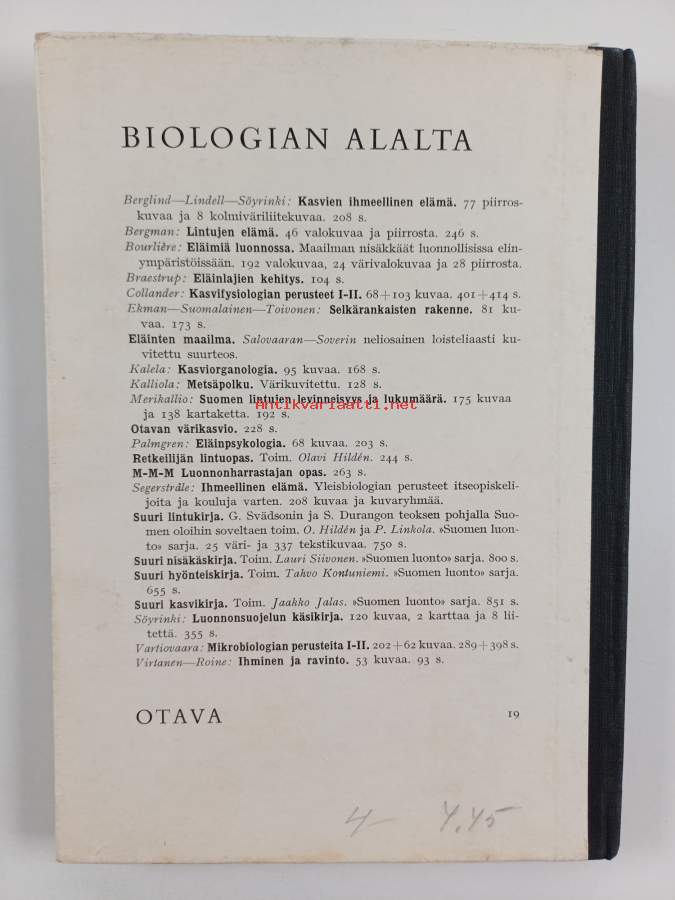 BIOLOGIAN ALALTA
Berglind—Lindell—Söyrinki: Kasvien ihmeellinen elämä. 77 piirros-
kuvaa ja 8 kolmiväriliitekuvaa. 208 s.
Bergman: Lintujen elämä. 46 valokuvaa ja piirrosta. 246 s.
Bourlière: Eläimiä luonnossa. Maailman nisäkkäät luonnollisissa elin-
ympäristöissään. 192 valokuvaa, 24 värivalokuvaa ja 28 piirrosta.
Braestrup: Eläinlajien kehitys. 104 s.
Collander: Kasvifysiologian perusteet I-II. 68+103 kuvaa. 401+414 s.
Ekman—Suomalainen—Toivonen: Selkärankaisten rakenne. 81 ku-
vaa. 173 s.
Eläinten maailma. Salovaaran—Soverin neliosainen loisteliaasti ku-
vitettu suurteos.
Kalela: Kasviorganologia. 95 kuvaa. 168 s.
Kalliola: Metsäpolku. Värikuvitettu. 128 s.
Merikallio: Suomen lintujen levinneisyys ja lukumäärä. 175 kuvaa
ja 138 kartaketta. 192 s.
Antikvariaatti.net
Otavan värikasvio. 228 s.
Palmgren: Eläinpsykologia. 68 kuvaa. 203 s.
Retkeilijän lintuopas. Toim. Olavi Hildén. 244 s.
M-M-M Luonnonharrastajan opas. 263 s.
Segerstråle: Ihmeellinen elämä. Yleisbiologian perusteet itseopiskeli-
joita ja kouluja varten. 208 kuvaa ja kuvaryhmää.
Suuri lintukirja. G. Svädsonin ja S. Durangon teoksen pohjalla Suo-
men oloihin soveltaen toim. O. Hildén ja P. Linkola. »Suomen luon-
to» sarja. 25 väri- ja 337 tekstikuvaa. 750 s.
Suuri nisäkäskirja. Toim. Lauri Siivonen. »Suomen luonto» sarja. 800 s.
Suuri hyönteiskirja. Toim. Tahvo Kontuniemi. »Suomen luonto» sarja.
655 s.
Suuri kasvikirja. Toim. Jaakko Jalas. »Suomen luonto» sarja. 851 s.
Söyrinki: Luonnonsuojelun käsikirja. 120 kuvaa, 2 karttaa ja 8 lii-
tettä. 355 s.
Vartiovaara: Mikrobiologian perusteita I-II. 202+62 kuvaa. 289+398 s.
Virtanen—Roine: Ihminen ja ravinto. 53 kuvaa. 93 s.
OTAVA 19
4- 4,45